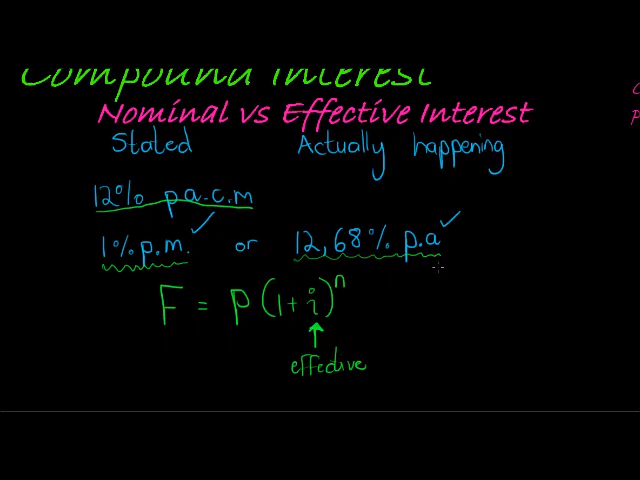 Compound Interest
Nominal vs Effective Interest
Stated Actually happening
12% p.a.c.m
1% p.m. or 12,68% p.a
F = P(1+i)^n
effective